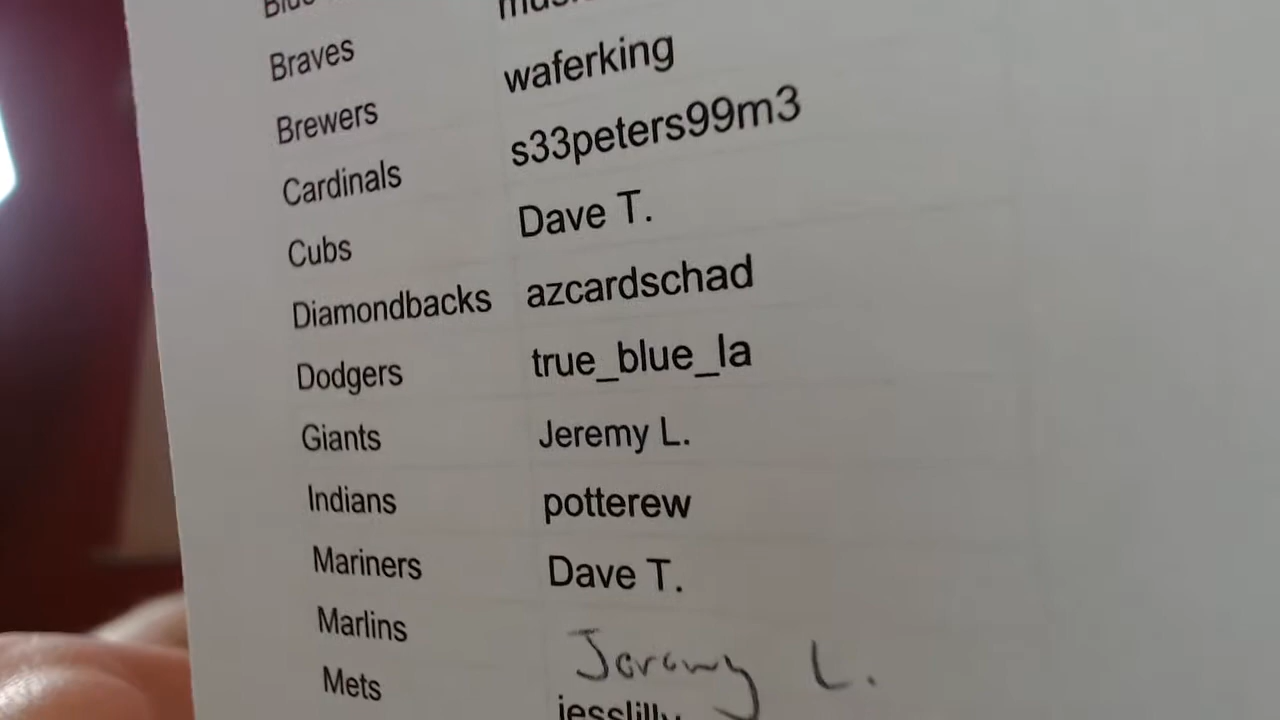 Braves
Brewers waferking
Cardinals s33peters99m3
Cubs Dave T.
Diamondbacks azcardschad
Dodgers true_blue_la
Giants Jeremy L.
Indians potterew
Mariners Dave T.
Marlins Jeremy L.
Mets jesslilly